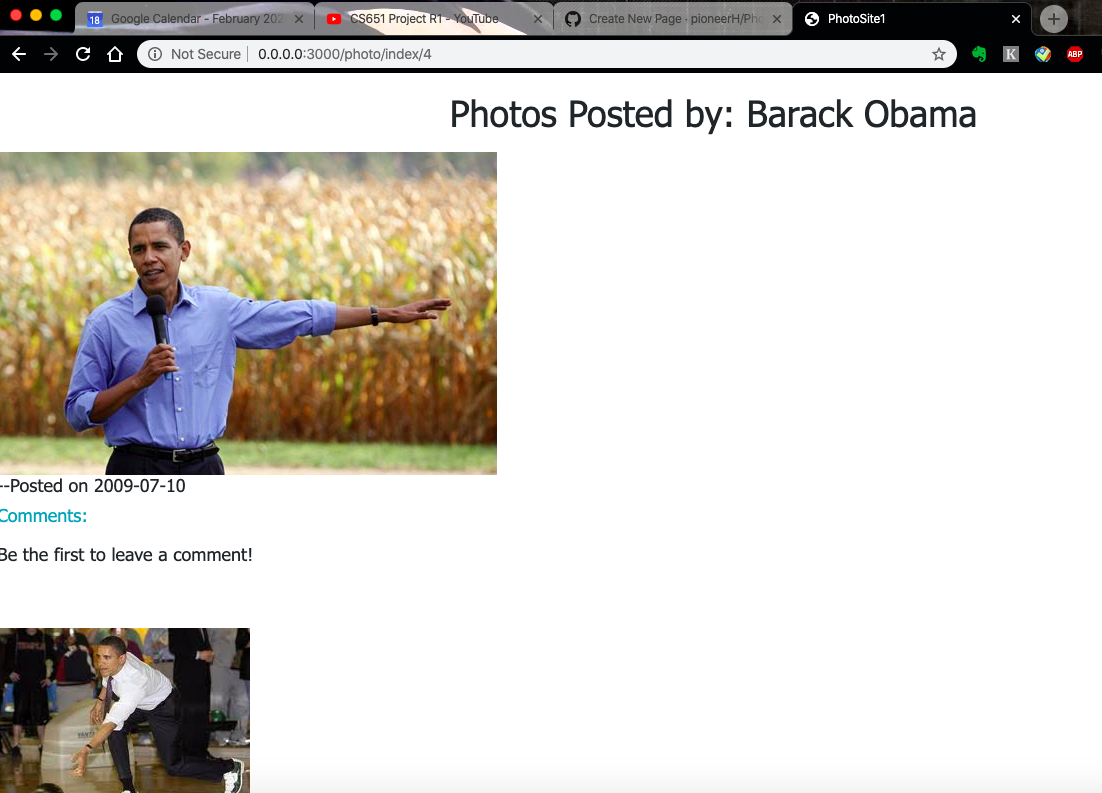 18 Google Calendar - February 202
CS651 Project R1 - YouTube
Create New Page · pioneerH/Pho
PhotoSite1
Not Secure
0.0.0.0:3000/photo/index/4
K
ABP
Photos Posted by: Barack Obama
--Posted on 2009-07-10
Comments:
Be the first to leave a comment!